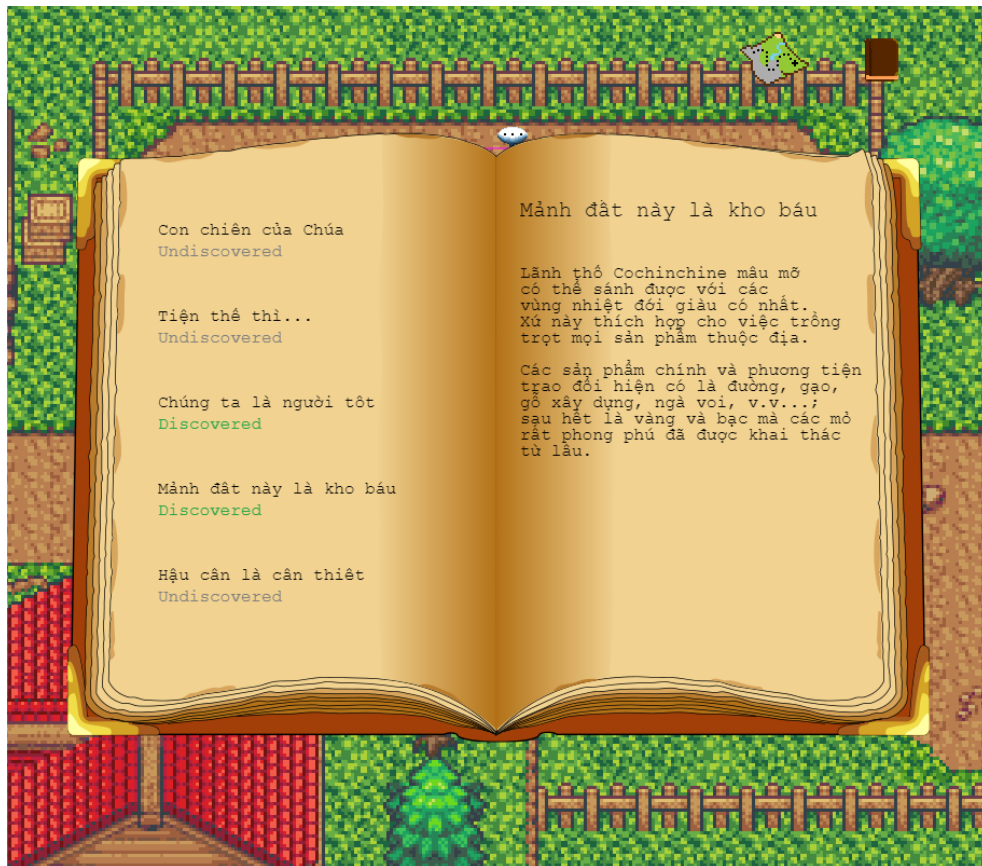 Con chiên của Chúa
Undiscovered
Tiện thể thì...
Undiscovered
Chúng ta là người tốt
Discovered
Mảnh đất này là kho báu
Discovered
Hậu cần là cần thiết
Undiscovered
Mảnh đất này là kho báu
Lãnh thổ Cochinchine màu mỡ
có thể sánh được với các
vùng nhiệt đới giàu có nhất.
Xứ này thích hợp cho việc trồng
trọt mọi sản phẩm thuộc địa.
Các sản phẩm chính và phương tiện
trao đổi hiện có là đường, gạo,
gỗ xây dựng, ngà voi, v.v...;
sau hết là vàng và bạc mà các mỏ
rất phong phú đã được khai thác
từ lâu.